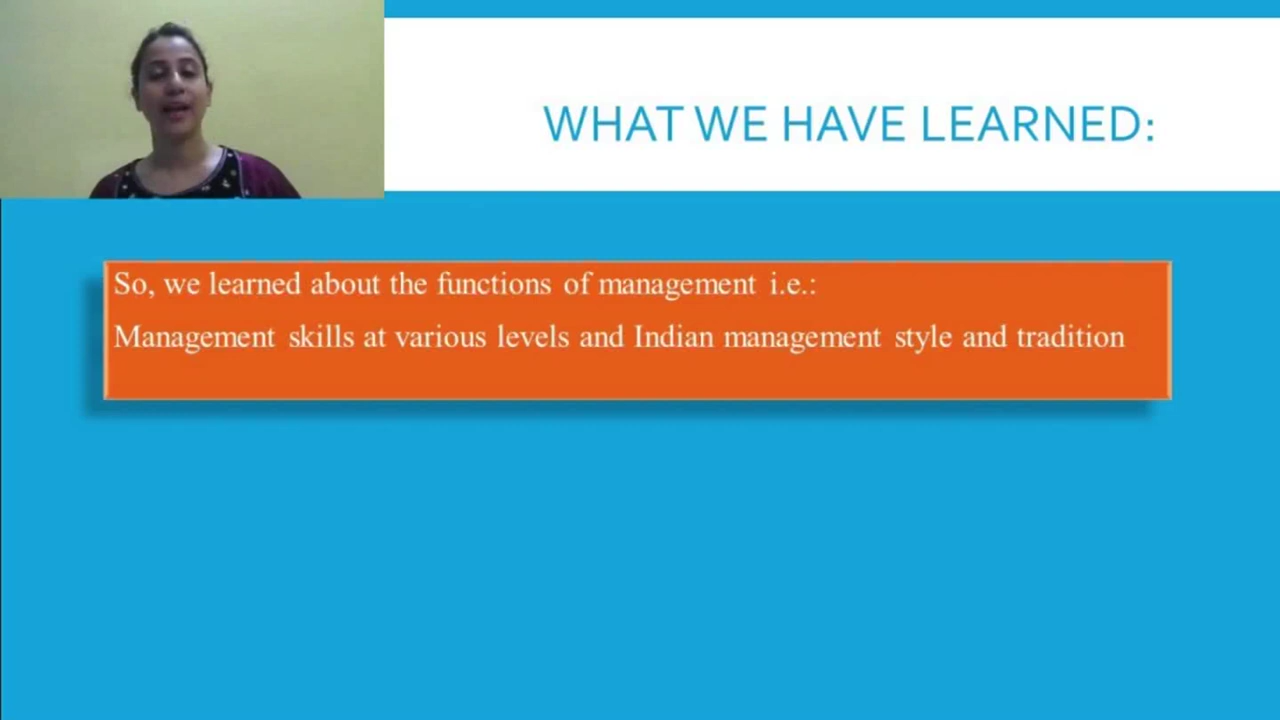 WHAT WE HAVE LEARNED:
So, we learned about the functions of management i.e.:
Management skills at various levels and Indian management style and tradition